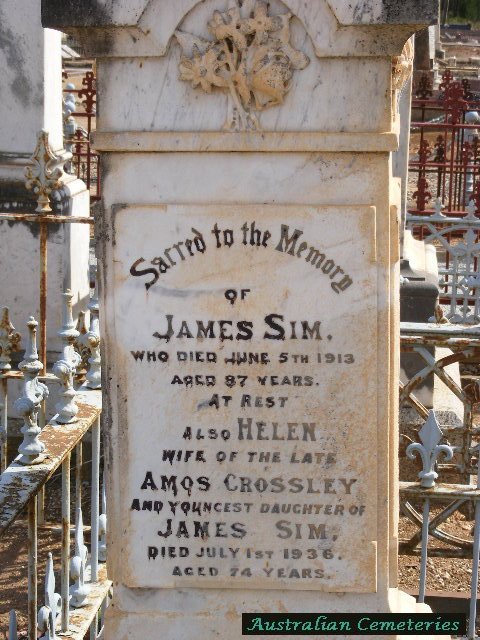 Sacred to the Memory
OF
JAMES SIM.
WHO DIED JUNE 5TH 1913
AGED 87 YEARS.
AT REST
ALSO HELEN
WIFE OF THE LATE
AMOS CROSSLEY
AND YOUNGEST DAUGHTER OF
JAMES SIM.
DIED JULY 1ST 1936.
AGED 74 YEARS.
Australian Cemeteries